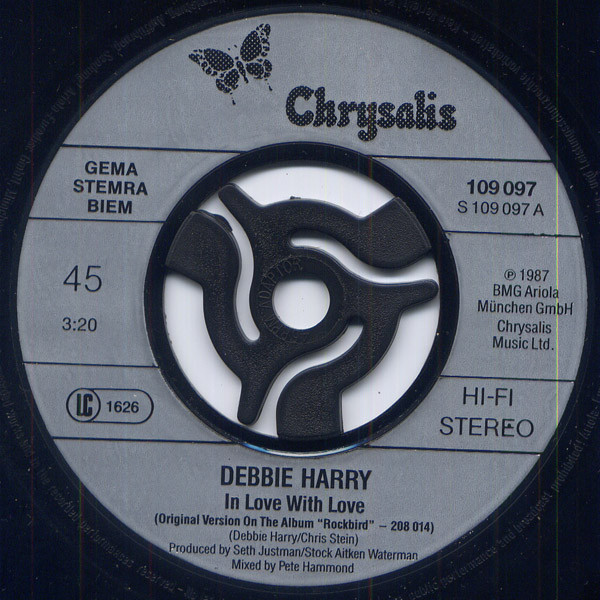 Chrysalis
GEMA
STEMRA
BIEM
109 097
S 109 097 A
45
3:20
℗ 1987
BMG Ariola
München GmbH
Chrysalis
Music Ltd.
LC 1626
HI-FI
STEREO
DEBBIE HARRY
In Love With Love
(Original Version On The Album "Rockbird" – 208 014)
(Debbie Harry/Chris Stein)
Produced by Seth Justman/Stock Aitken Waterman
Mixed by Pete Hammond